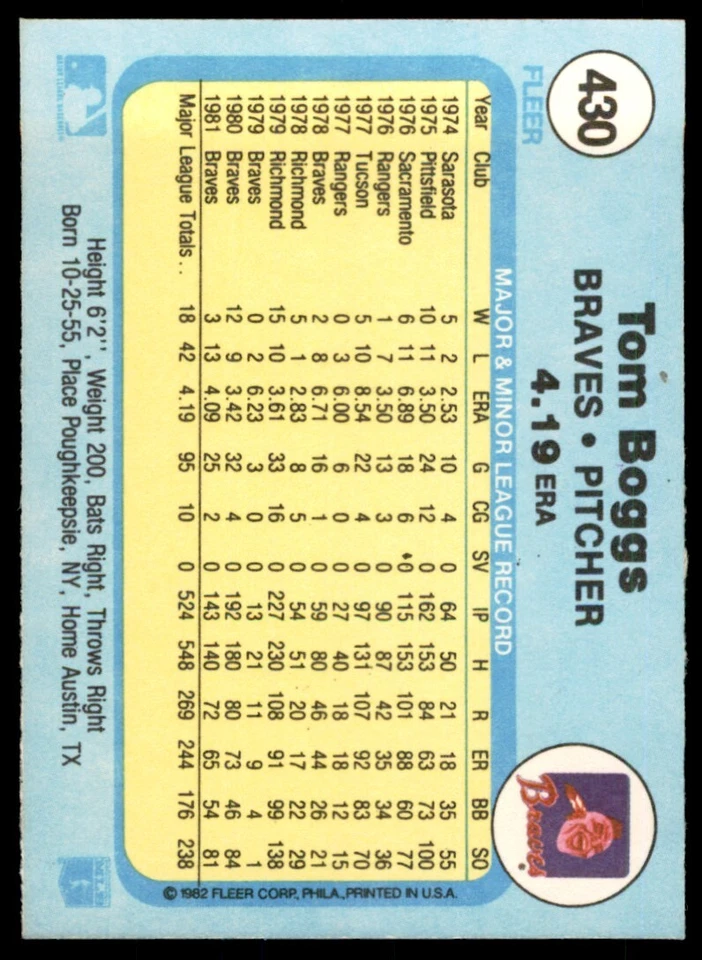 430
FLEER
Tom Boggs
BRAVES • PITCHER
4.19 ERA
Braves
MAJOR & MINOR LEAGUE RECORD
Year Club W L ERA G CG SV IP H R ER BB SO
1974 Sarasota 5 2 2.53 10 4 0 64 50 21 18 35 55
1975 Pittsfield 10 11 3.50 24 12 0 162 153 84 63 73 100
1976 Sacramento 6 11 6.89 18 6 0 115 153 101 88 60 77
1976 Rangers 1 7 3.50 13 3 0 90 87 42 35 34 36
1977 Tucson 5 10 8.54 22 4 0 97 131 107 92 83 70
1977 Rangers 0 3 6.00 6 0 0 27 40 18 18 12 15
1978 Braves 2 8 6.71 16 1 0 59 80 46 44 26 21
1978 Richmond 5 1 2.83 8 5 0 54 51 20 17 22 29
1979 Richmond 15 10 3.61 33 16 0 227 230 108 91 99 138
1979 Braves 0 2 6.23 3 0 0 13 21 11 9 4 1
1980 Braves 12 9 3.42 32 4 0 192 180 80 73 46 84
1981 Braves 3 13 4.09 25 2 0 143 140 72 65 54 81
Major League Totals . . 18 42 4.19 95 10 0 524 548 269 244 176 238
© 1982 FLEER CORP., PHILA., PRINTED IN U.S.A.
Height 6'2'', Weight 200, Bats Right, Throws Right
Born 10-25-55, Place Poughkeepsie, NY, Home Austin, TX
MAJOR LEAGUE BASEBALL